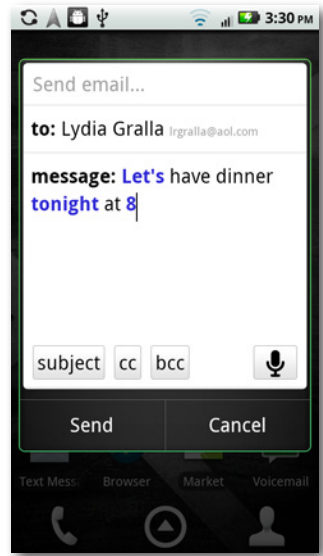 3:30 PM
Send email...
to: Lydia Gralla lrgralla@aol.com
message: Let's have dinner
tonight at 8
subject cc bcc
Send Cancel
Text Mess Browser Market Voicemail